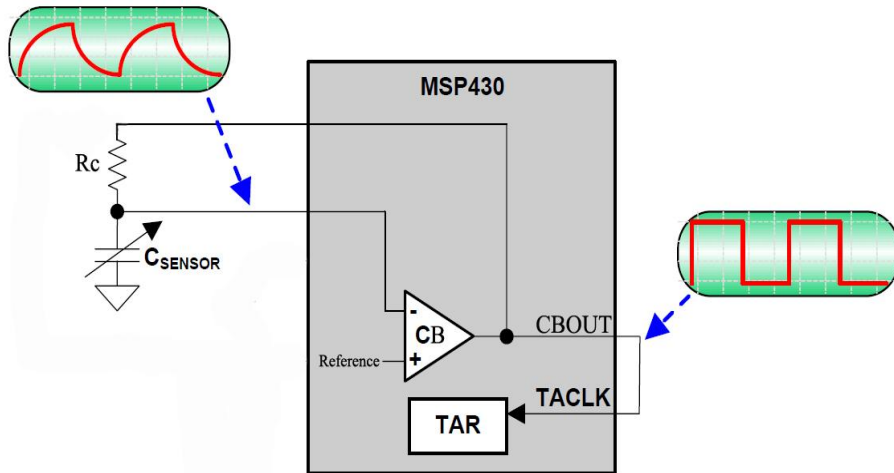 MSP430
Rc
CSENSOR
-
CB
+
Reference
CBOUT
TACLK
TAR